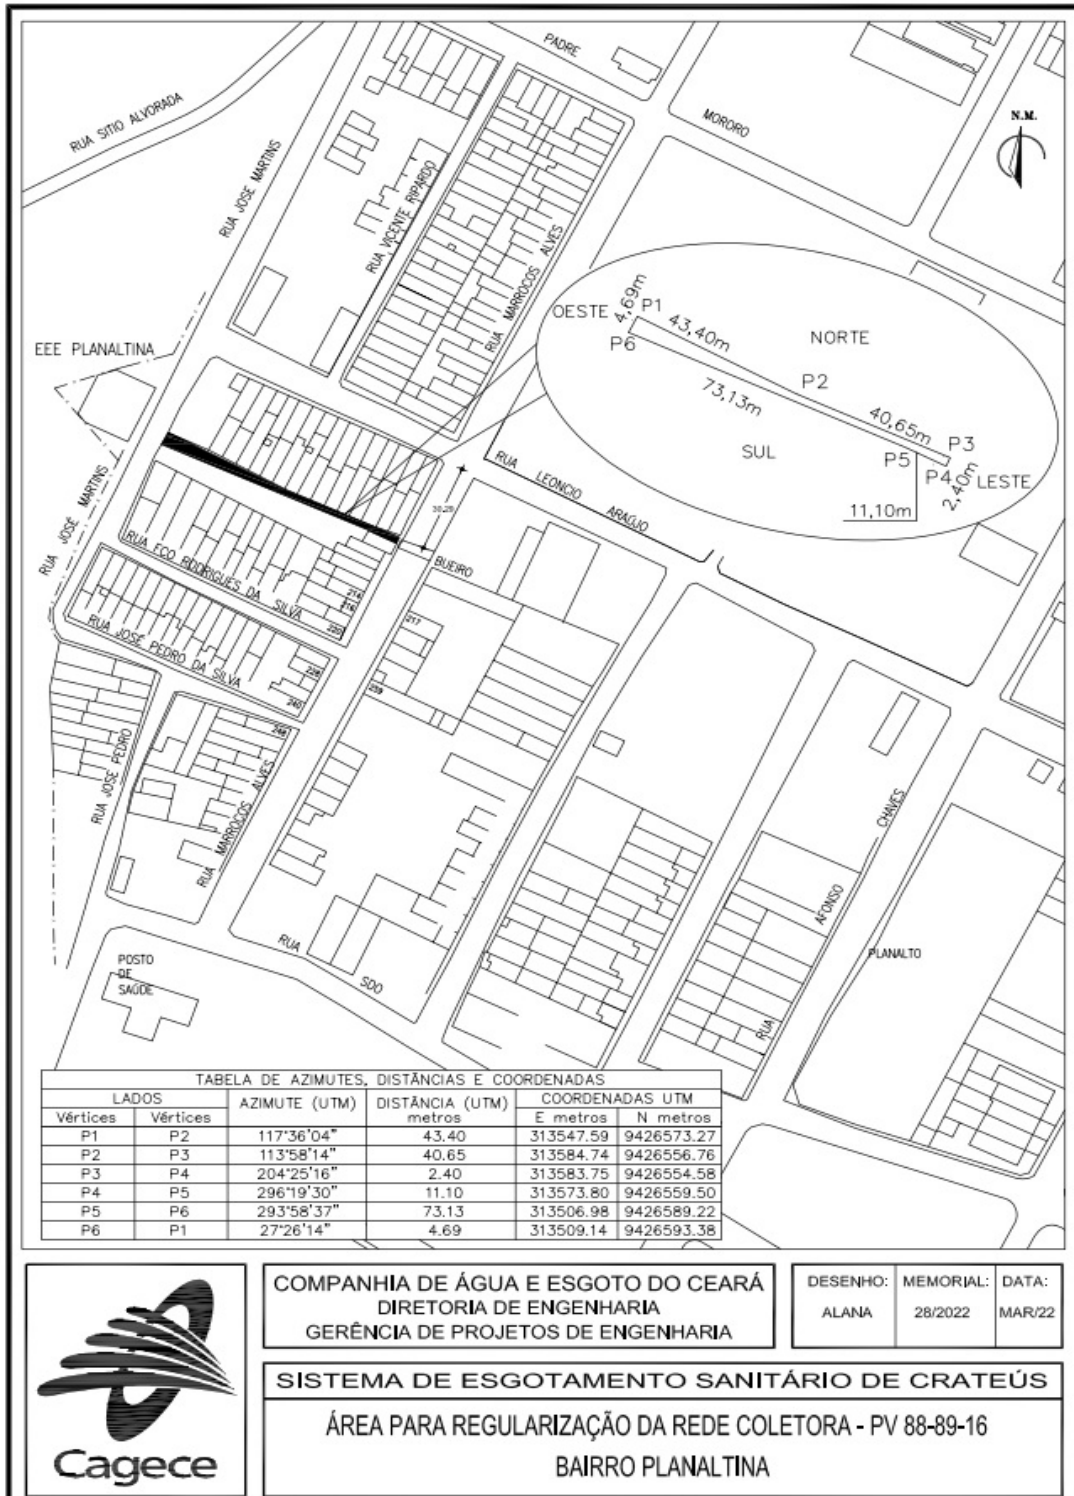 PADRE
MORORO
N.M.
RUA SITIO ALVORADA
RUA JOSÉ MARTINS
RUA VICENTE RIPARDO
RUA MARROCOS ALVES
EEE PLANALTINA
OESTE
4,69m
P1
43,40m
NORTE
P6
P2
73,13m
40,65m
P3
SUL
P5
P4
2,40m
LESTE
11,10m
RUA LEONCIO ARAÚJO
BUEIRO
RUA JOSÉ MARTINS
RUA FCO RODRIGUES DA SILVA
214
216
220
217
RUA JOSÉ PEDRO DA SILVA
228
240
259
248
RUA JOSE PEDRO
RUA MARROCOS ALVES
CHAVES
AFONSO
RUA
PLANALTO
RUA
SDO
POSTO
DE
SAÚDE
TABELA DE AZIMUTES, DISTÂNCIAS E COORDENADAS
LADOS AZIMUTE (UTM) DISTÂNCIA (UTM) metros COORDENADAS UTM
Vértices Vértices E metros N metros
P1 P2 117°36'04" 43.40 313547.59 9426573.27
P2 P3 113°58'14" 40.65 313584.74 9426556.76
P3 P4 204°25'16" 2.40 313583.75 9426554.58
P4 P5 296°19'30" 11.10 313573.80 9426559.50
P5 P6 293°58'37" 73.13 313506.98 9426589.22
P6 P1 27°26'14" 4.69 313509.14 9426593.38
Cagece
COMPANHIA DE ÁGUA E ESGOTO DO CEARÁ
DIRETORIA DE ENGENHARIA
GERÊNCIA DE PROJETOS DE ENGENHARIA
DESENHO: MEMORIAL: DATA:
ALANA 28/2022 MAR/22
SISTEMA DE ESGOTAMENTO SANITÁRIO DE CRATEÚS
ÁREA PARA REGULARIZAÇÃO DA REDE COLETORA - PV 88-89-16
BAIRRO PLANALTINA